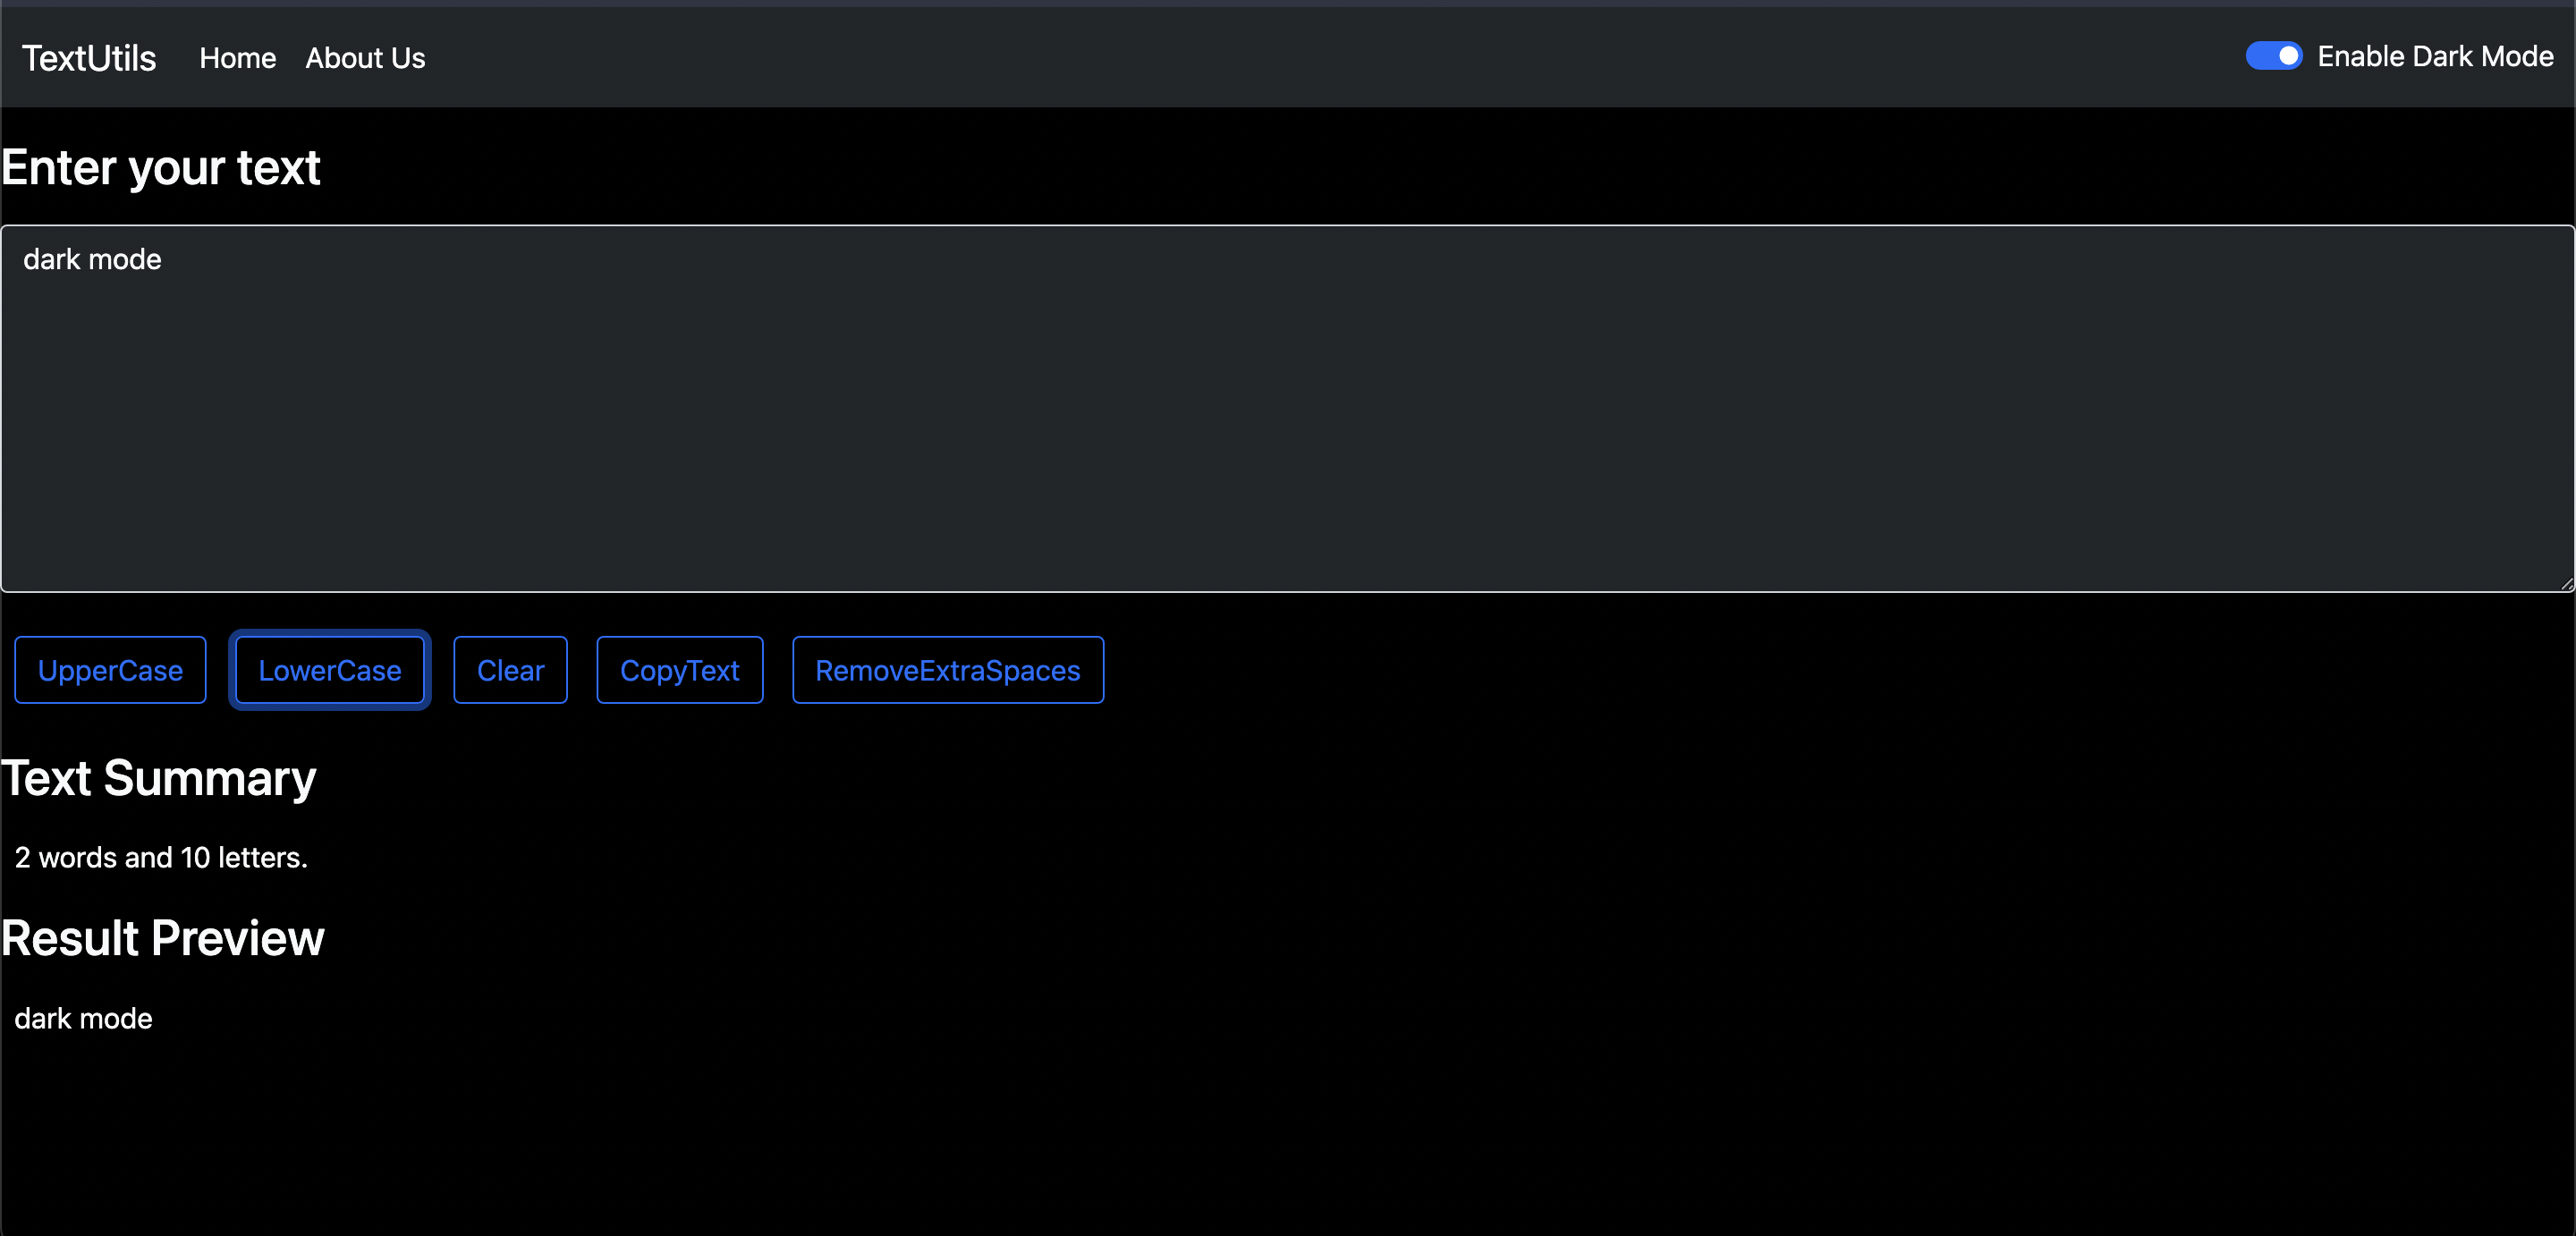 TextUtils Home About Us Enable Dark Mode
Enter your text
dark mode
UpperCase LowerCase Clear CopyText RemoveExtraSpaces
Text Summary
2 words and 10 letters.
Result Preview
dark mode